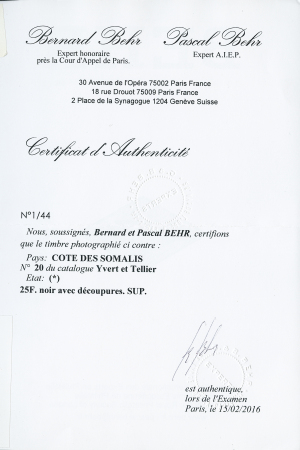 Bernard Behr Pascal Behr
Expert honoraire Expert A.I.E.P.
près la Cour d'Appel de Paris.
30 Avenue de l'Opéra 75002 Paris France
18 rue Drouot 75009 Paris France
2 Place de la Synagogue 1204 Genéve Suisse
Certificat d'Authenticité
N°1/44
Nous, soussignés, Bernard et Pascal BEHR, certifions
que le timbre photographié ci contre :
Pays: COTE DES SOMALIS
N° 20 du catalogue Yvert et Tellier
Etat: (*)
25F. noir avec découpures. SUP.
est authentique,
lors de l'Examen
Paris, le 15/02/2016